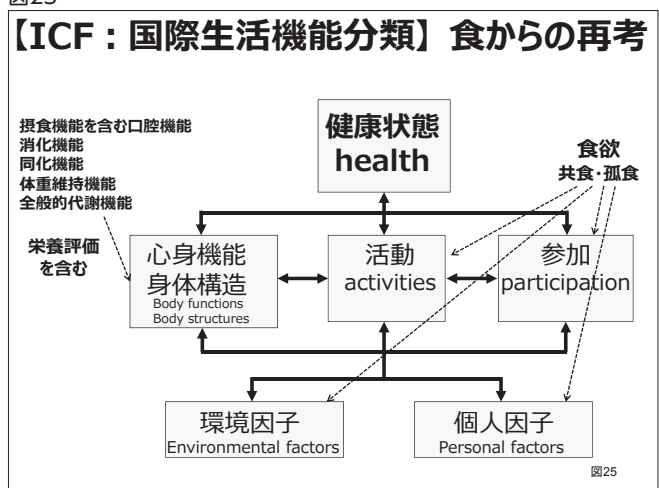 図25
【ICF：国際生活機能分類】食からの再考
摂食機能を含む口腔機能
消化機能
同化機能
体重維持機能
全般的代謝機能
栄養評価
を含む
健康状態
health
食欲
共食・孤食
心身機能
身体構造
Body functions
Body structures
活動
activities
参加
participation
環境因子
Environmental factors
個人因子
Personal factors
図25